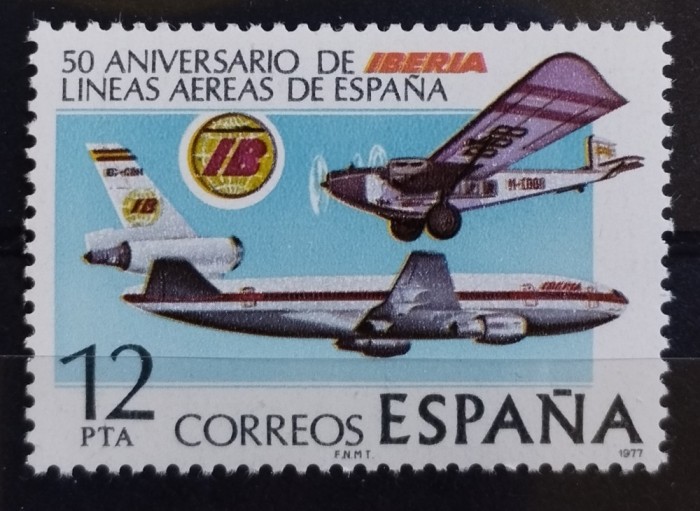 50 ANIVERSARIO DE IBERIA
LINEAS AEREAS DE ESPAÑA
IB
IB
IBERIA
12
PTA
CORREOS ESPAÑA
F.N.M.T.
1977